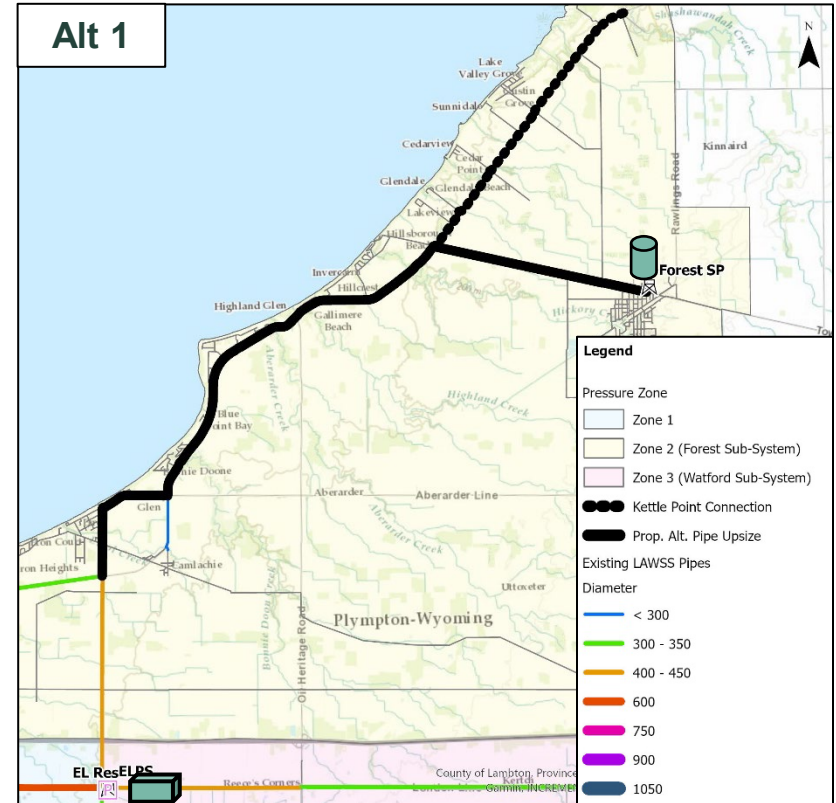 Alt 1
N
Shashawandah Creek
Lake
Valley Grove
Sunnidale
Kinnaird
Cedarview
Cedar
Point
Glendale
Glendale Beach
Rawlings Road
Lakeview
Hillsborough
Beach
Forest SP
Hillcrest
Highland Glen
Gallimere
Beach
Aberarder Creek
Highland Creek
Legend
Pressure Zone
Zone 1
Zone 2 (Forest Sub-System)
Zone 3 (Watford Sub-System)
Kettle Point Connection
Prop. Alt. Pipe Upsize
Existing LAWSS Pipes
Diameter
< 300
300 - 350
400 - 450
600
750
900
1050
Blue
Point Bay
Aberarder
Aberarder Line
Glen
Aberarder Creek
Camlachie
Uttoxeter
Plympton-Wyoming
Bonnie Doon Creek
Oil Heritage Road
EL Res
ELPS
Reece's Corners
County of Lambton, Province
Garmin, INCREMEN